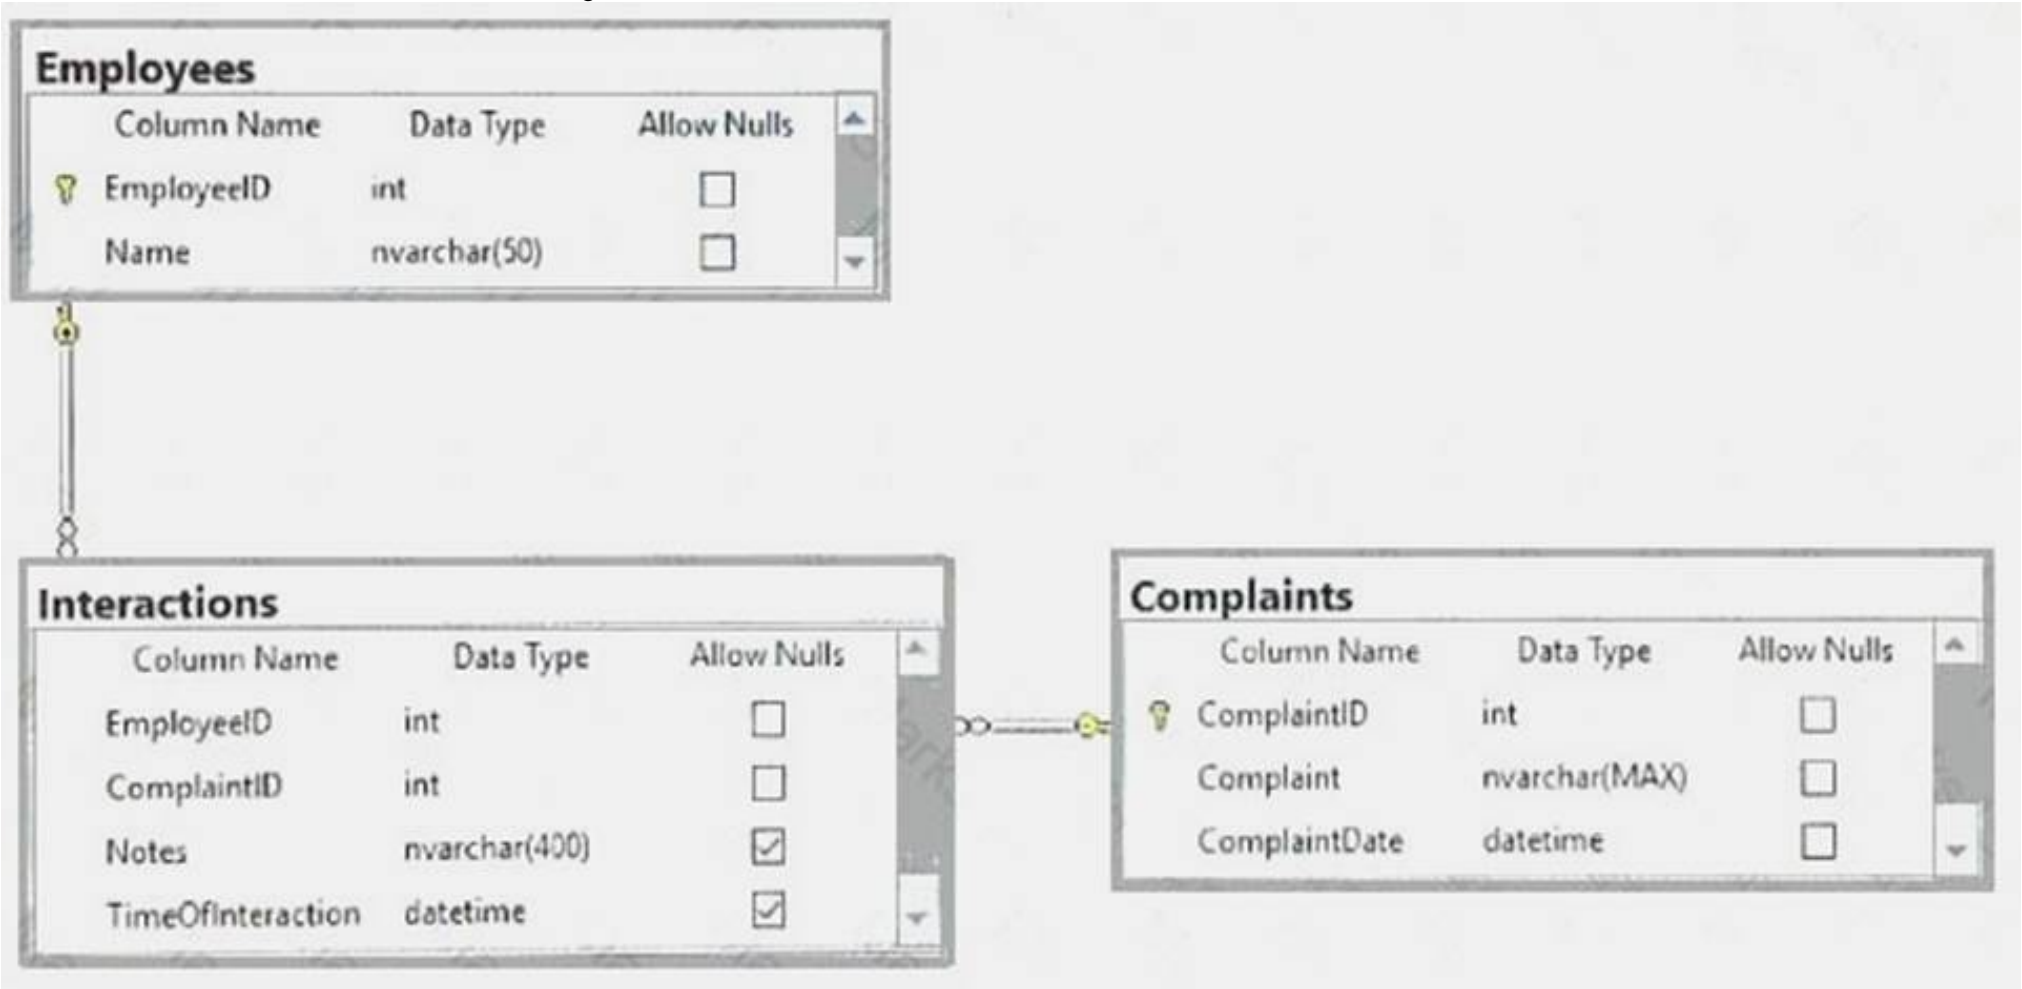 Employees
Column Name Data Type Allow Nulls
EmployeeID int
Name nvarchar(50)
Interactions
Column Name Data Type Allow Nulls
EmployeeID int
ComplaintID int
Notes nvarchar(400)
TimeOfInteraction datetime
Complaints
Column Name Data Type Allow Nulls
ComplaintID int
Complaint nvarchar(MAX)
ComplaintDate datetime